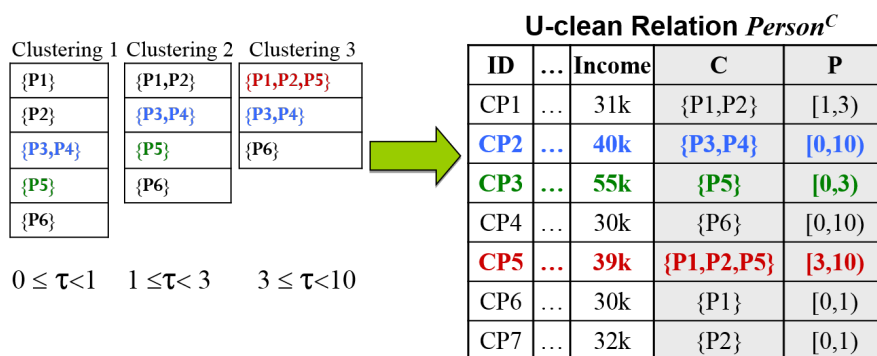 U-clean Relation Person^C
Clustering 1 Clustering 2 Clustering 3
{P1} {P1,P2} {P1,P2,P5}
{P2} {P3,P4} {P3,P4}
{P3,P4} {P5} {P6}
{P5} {P6}
{P6}
0 ≤ τ<1 1 ≤τ< 3 3 ≤ τ<10
ID ... Income C P
CP1 ... 31k {P1,P2} [1,3)
CP2 ... 40k {P3,P4} [0,10)
CP3 ... 55k {P5} [0,3)
CP4 ... 30k {P6} [0,10)
CP5 ... 39k {P1,P2,P5} [3,10)
CP6 ... 30k {P1} [0,1)
CP7 ... 32k {P2} [0,1)